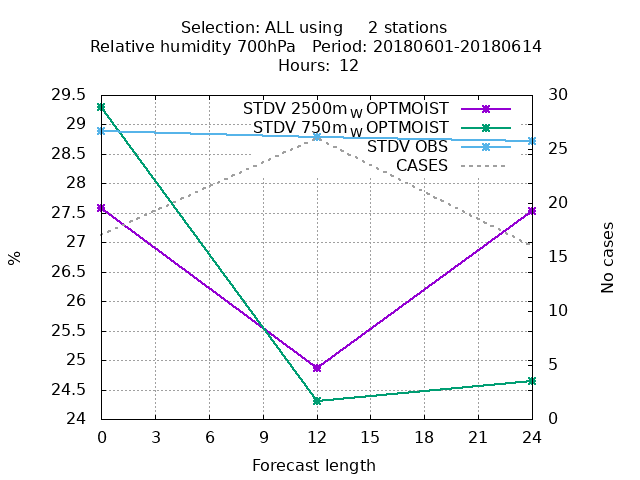 Selection: ALL using 2 stations
Relative humidity 700hPa Period: 20180601-20180614
Hours: 12
STDV 2500m_W OPTMOIST
STDV 750m_W OPTMOIST
STDV OBS
CASES
29.5
29
28.5
28
27.5
27
26.5
26
25.5
25
24.5
24
%
30
25
20
15
10
5
0
No cases
0 3 6 9 12 15 18 21 24
Forecast length